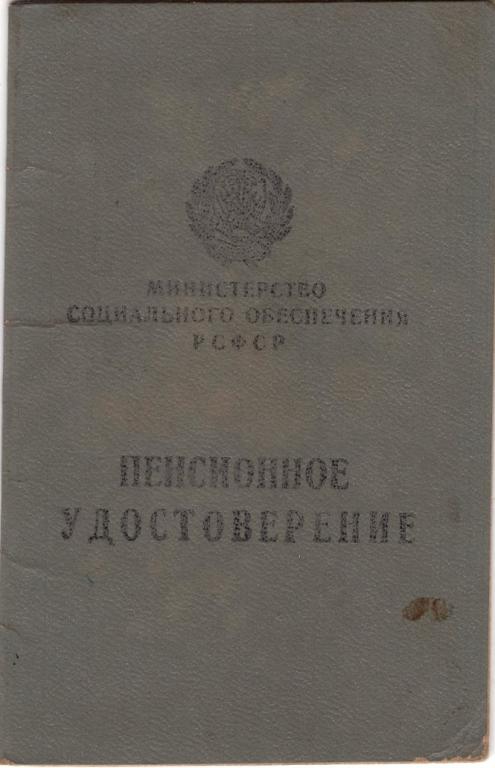 МИНИСТЕРСТВО
СОЦИАЛЬНОГО ОБЕСПЕЧЕНИЯ
РСФСР
ПЕНСИОННОЕ
УДОСТОВЕРЕНИЕ